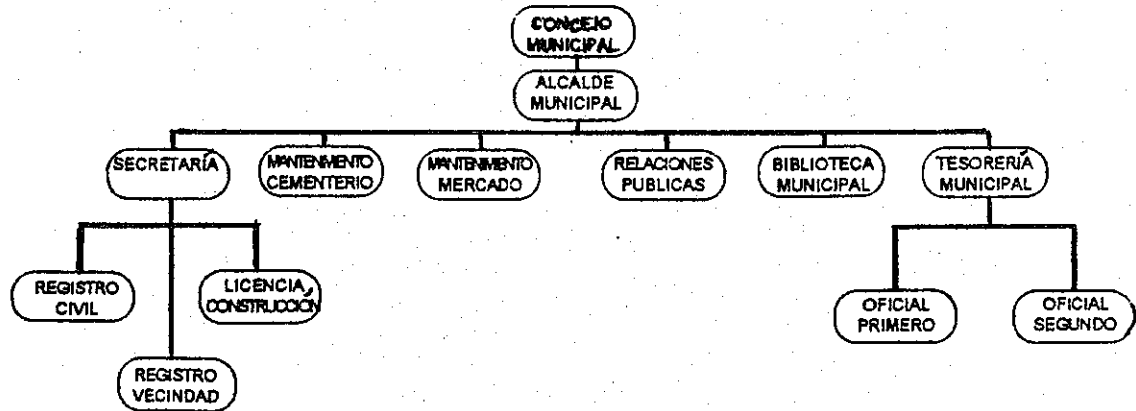 CONCEJO
MUNICIPAL
ALCALDE
MUNICIPAL
SECRETARÍA
MANTENIMIENTO
CEMENTERIO
MANTENIMIENTO
MERCADO
RELACIONES
PUBLICAS
BIBLIOTECA
MUNICIPAL
TESORERÍA
MUNICIPAL
REGISTRO
CIVIL
LICENCIA
CONSTRUCCIÓN
OFICIAL
PRIMERO
OFICIAL
SEGUNDO
REGISTRO
VECINDAD